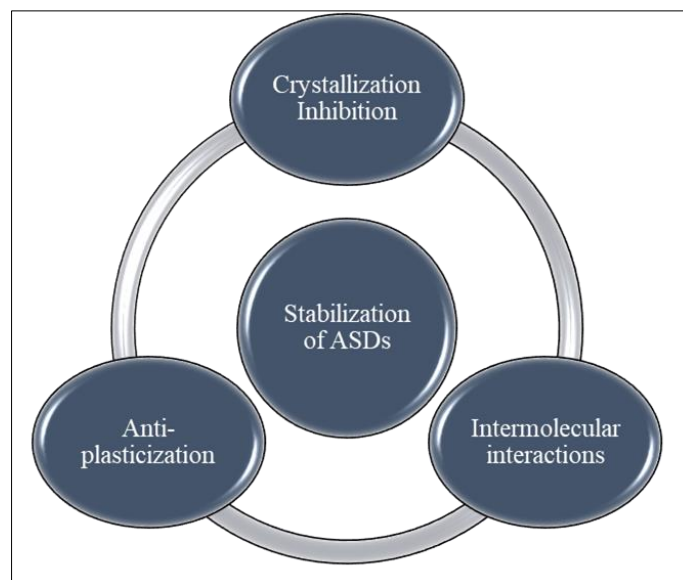 Crystallization
Inhibition
Stabilization
of ASDs
Anti-
plasticization
Intermolecular
interactions